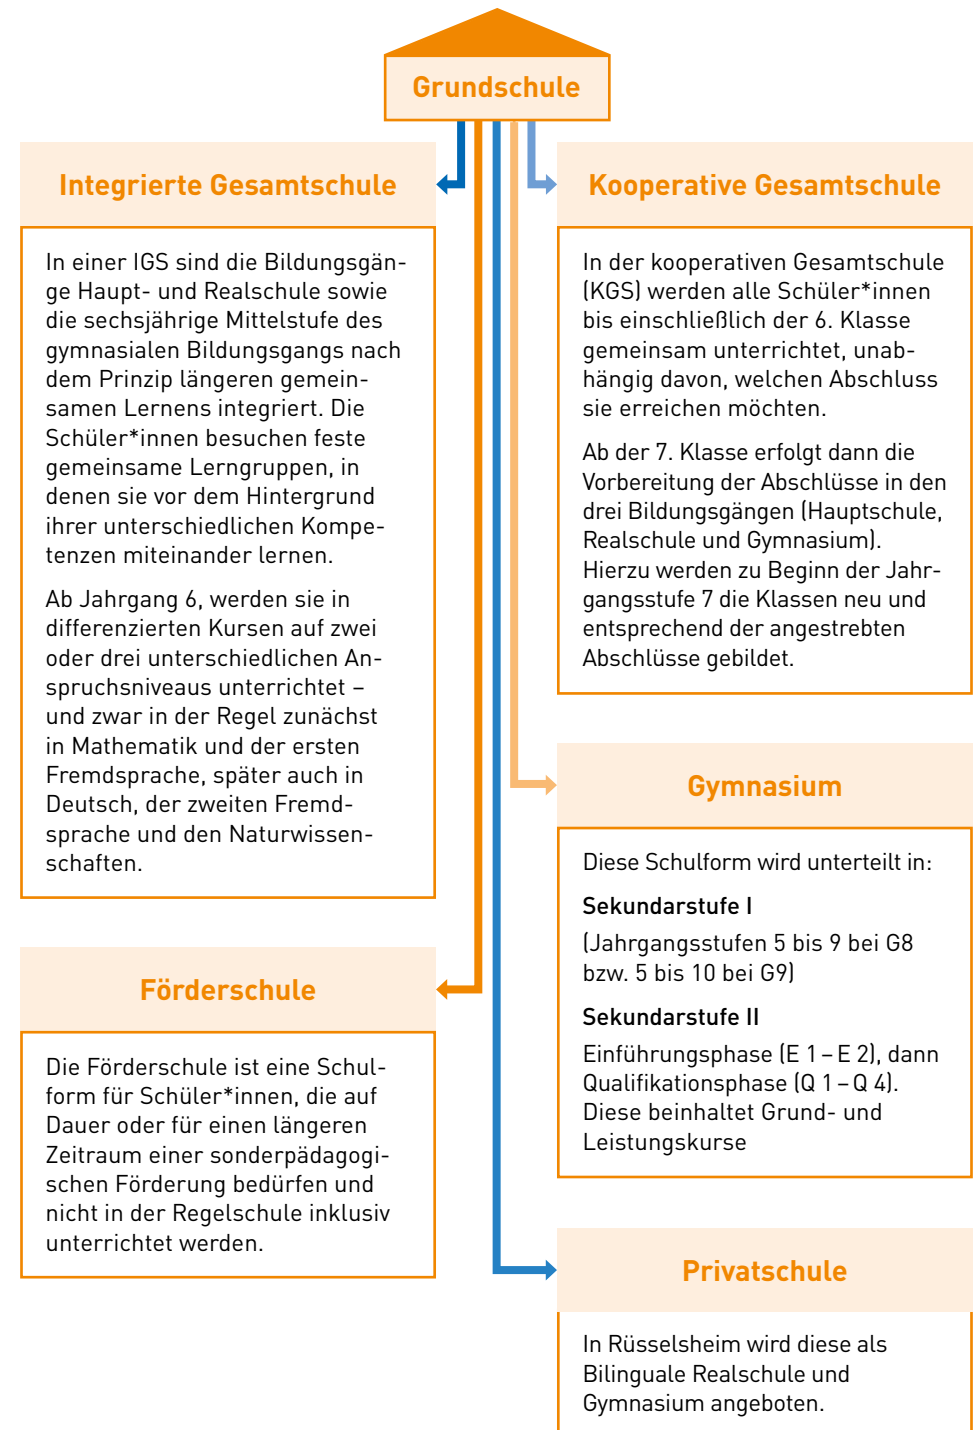 Grundschule
Integrierte Gesamtschule
In einer IGS sind die Bildungsgän-
ge Haupt- und Realschule sowie
die sechsjährige Mittelstufe des
gymnasialen Bildungsgangs nach
dem Prinzip längeren gemein-
samen Lernens integriert. Die
Schüler*innen besuchen feste
gemeinsame Lerngruppen, in
denen sie vor dem Hintergrund
ihrer unterschiedlichen Kompe-
tenzen miteinander lernen.
Ab Jahrgang 6, werden sie in
differenzierten Kursen auf zwei
oder drei unterschiedlichen An-
spruchsniveaus unterrichtet –
und zwar in der Regel zunächst
in Mathematik und der ersten
Fremdsprache, später auch in
Deutsch, der zweiten Fremd-
sprache und den Naturwissen-
schaften.
Förderschule
Die Förderschule ist eine Schul-
form für Schüler*innen, die auf
Dauer oder für einen längeren
Zeitraum einer sonderpädagogi-
schen Förderung bedürfen und
nicht in der Regelschule inklusiv
unterrichtet werden.
Kooperative Gesamtschule
In der kooperativen Gesamtschule
(KGS) werden alle Schüler*innen
bis einschließlich der 6. Klasse
gemeinsam unterrichtet, unab-
hängig davon, welchen Abschluss
sie erreichen möchten.
Ab der 7. Klasse erfolgt dann die
Vorbereitung der Abschlüsse in den
drei Bildungsgängen (Hauptschule,
Realschule und Gymnasium).
Hierzu werden zu Beginn der Jahr-
gangsstufe 7 die Klassen neu und
entsprechend der angestrebten
Abschlüsse gebildet.
Gymnasium
Diese Schulform wird unterteilt in:
Sekundarstufe I
(Jahrgangsstufen 5 bis 9 bei G8
bzw. 5 bis 10 bei G9)
Sekundarstufe II
Einführungsphase (E 1 – E 2), dann
Qualifikationsphase (Q 1 – Q 4).
Diese beinhaltet Grund- und
Leistungskurse
Privatschule
In Rüsselsheim wird diese als
Bilinguale Realschule und
Gymnasium angeboten.